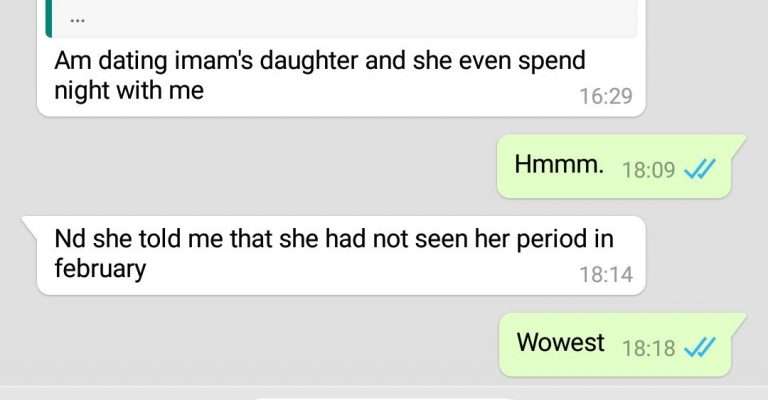 ...
Am dating imam's daughter and she even spend
night with me
16:29
Hmmm. 18:09
Nd she told me that she had not seen her period in
february
18:14
Wowest 18:18